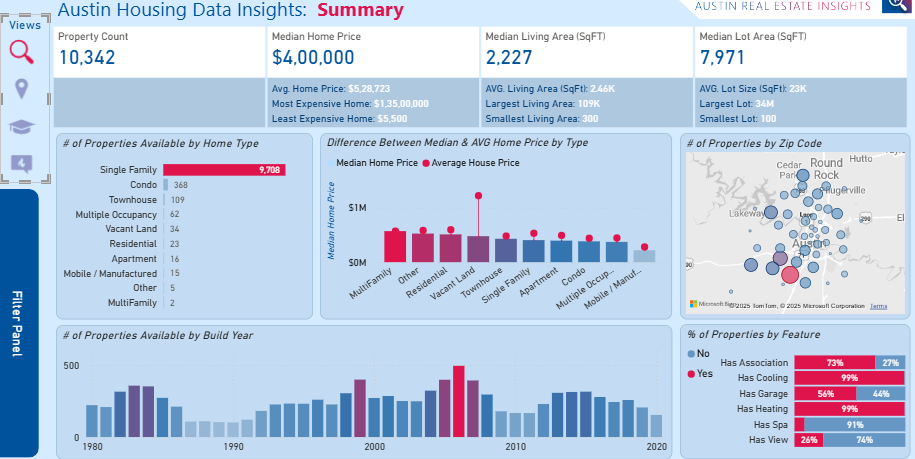 Austin Housing Data Insights: Summary
AUSTIN REAL ESTATE INSIGHTS
Views
Property Count
10,342
Median Home Price
$4,00,000
Median Living Area (SqFT)
2,227
Median Lot Area (SqFT)
7,971
Avg. Home Price: $5,28,723
Most Expensive Home: $1,35,00,000
Least Expensive Home: $5,500
AVG. Living Area (SqFt): 2.46K
Largest Living Area: 109K
Smallest Living Area: 300
AVG. Lot Size (SqFt): 23K
Largest Lot: 34M
Smallest Lot: 100
Filter Panel
# of Properties Available by Home Type
Single Family 9,708
Condo 368
Townhouse 109
Multiple Occupancy 62
Vacant Land 34
Residential 23
Apartment 16
Mobile / Manufactured 15
Other 5
MultiFamily 2
Difference Between Median & AVG Home Price by Type
Median Home Price Average House Price
Median Home Price
$1M
$0M
MultiFamily
Other
Residential
Vacant Land
Townhouse
Single Family
Apartment
Condo
Multiple Occup...
Mobile / Manuf...
# of Properties by Zip Code
Cedar Park
Round Rock
Hutto
Pflugerville
Lakeway
290
El
Austin
Microsoft Bing
© 2025 TomTom, © 2025 Microsoft Corporation Terms
# of Properties Available by Build Year
500
0
1980 1990 2000 2010 2020
% of Properties by Feature
No
Yes
Has Association 73% 27%
Has Cooling 99%
Has Garage 56% 44%
Has Heating 99%
Has Spa 91%
Has View 26% 74%